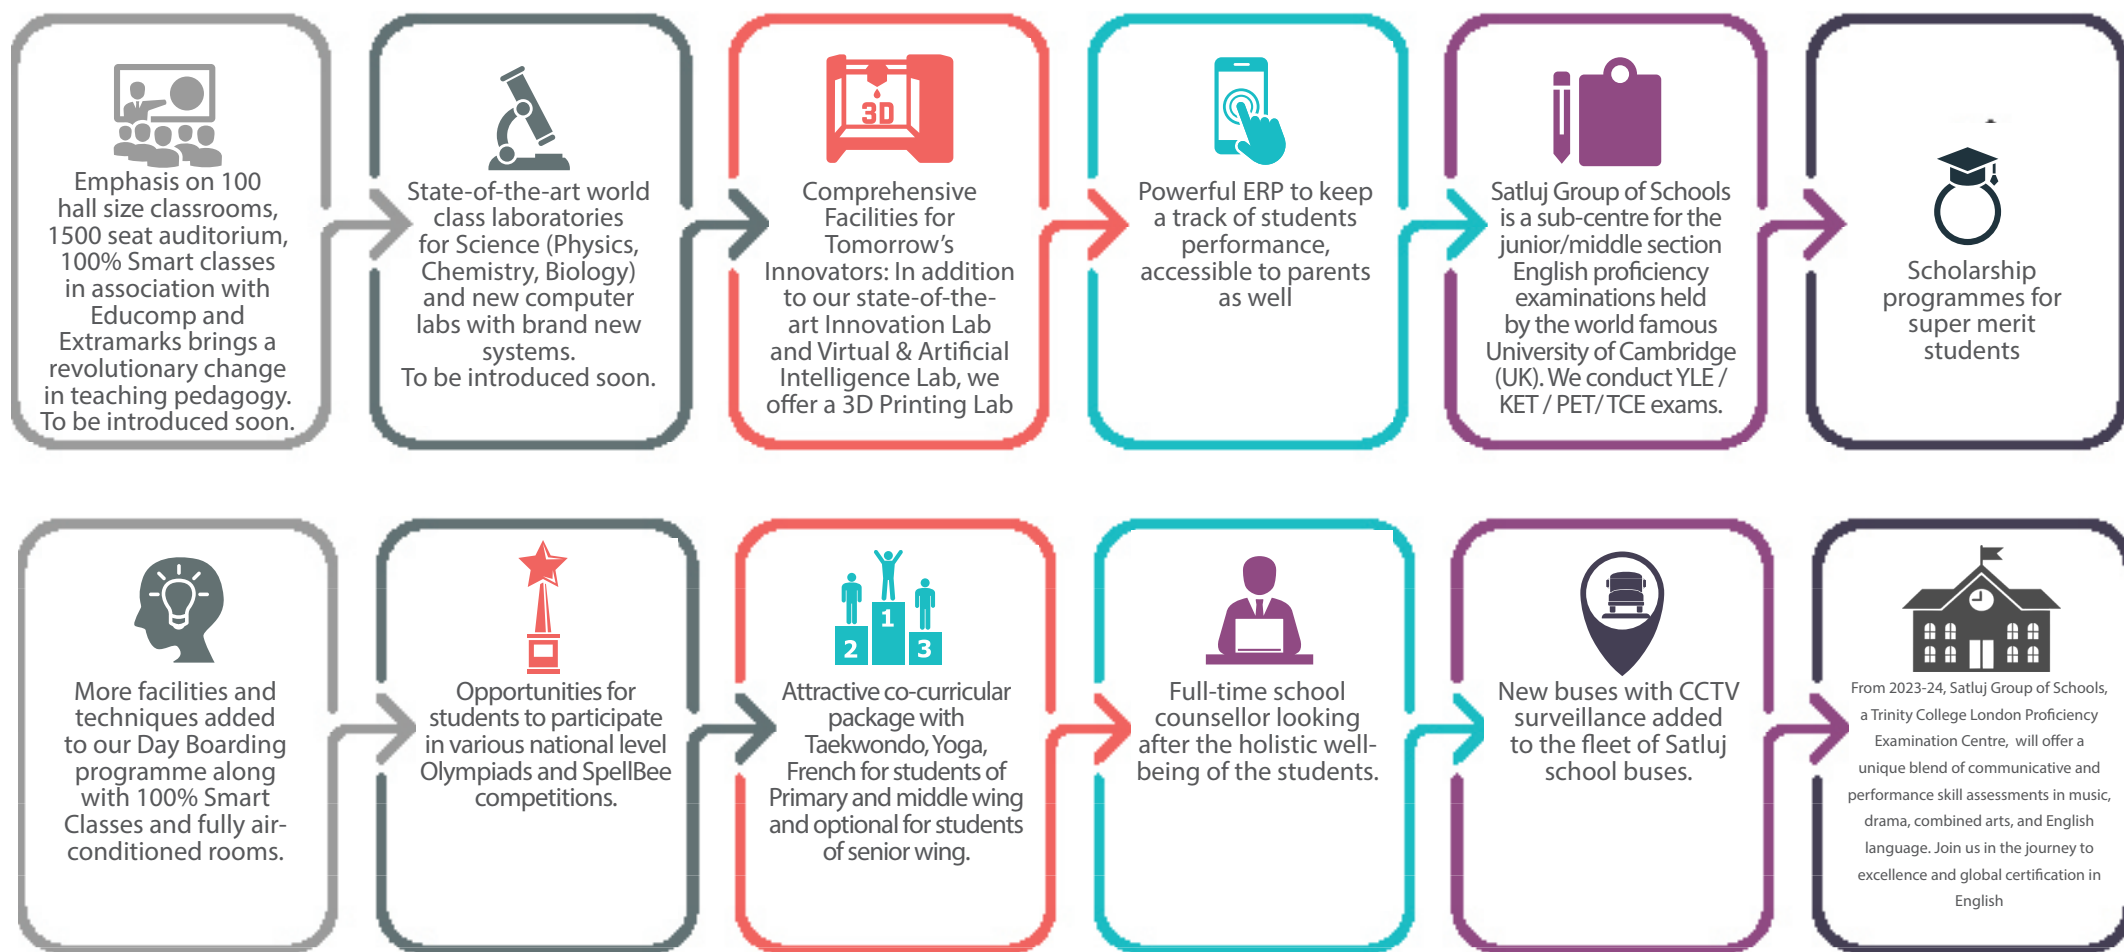 Emphasis on 100
hall size classrooms,
1500 seat auditorium,
100% Smart classes
in association with
Educomp and
Extramarks brings a
revolutionary change
in teaching pedagogy.
To be introduced soon.
State-of-the-art world
class laboratories
for Science (Physics,
Chemistry, Biology)
and new computer
labs with brand new
systems.
To be introduced soon.
3D
Comprehensive
Facilities for
Tomorrow’s
Innovators: In addition
to our state-of-the-
art Innovation Lab
and Virtual & Artificial
Intelligence Lab, we
offer a 3D Printing Lab
Powerful ERP to keep
a track of students
performance,
accessible to parents
as well
Satluj Group of Schools
is a sub-centre for the
junior/middle section
English proficiency
examinations held
by the world famous
University of Cambridge
(UK). We conduct YLE /
KET / PET/ TCE exams.
Scholarship
programmes for
super merit
students
More facilities and
techniques added
to our Day Boarding
programme along
with 100% Smart
Classes and fully air-
conditioned rooms.
Opportunities for
students to participate
in various national level
Olympiads and SpellBee
competitions.
2 1 3
Attractive co-curricular
package with
Taekwondo, Yoga,
French for students of
Primary and middle wing
and optional for students
of senior wing.
Full-time school
counsellor looking
after the holistic well-
being of the students.
New buses with CCTV
surveillance added
to the fleet of Satluj
school buses.
From 2023-24, Satluj Group of Schools,
a Trinity College London Proficiency
Examination Centre, will offer a
unique blend of communicative and
performance skill assessments in music,
drama, combined arts, and English
language. Join us in the journey to
excellence and global certification in
English